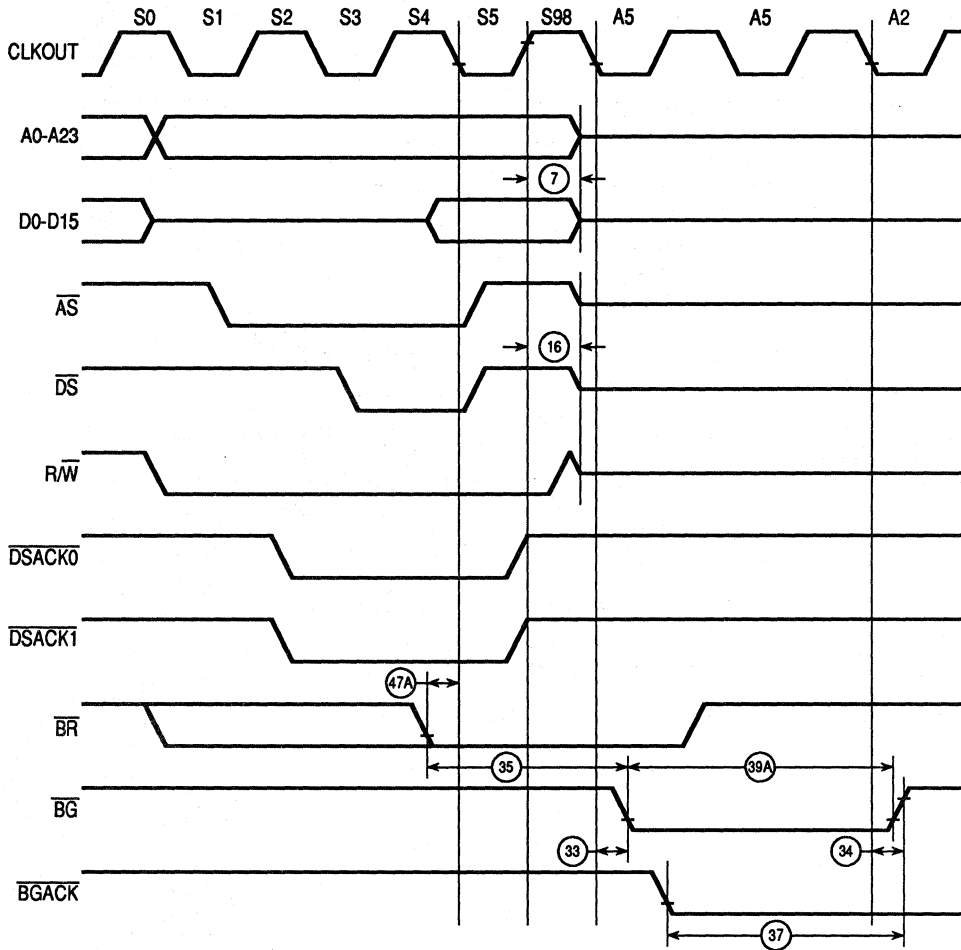 S0 S1 S2 S3 S4 S5 S98 A5 A5 A2
CLKOUT
A0-A23
7
D0-D15
AS
16
DS
R/W
DSACK0
DSACK1
47A
BR
35 39A
BG
33 34
BGACK
37